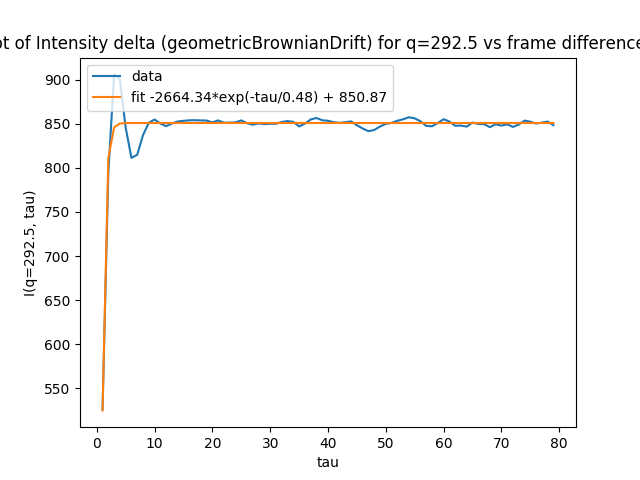 ot of Intensity delta (geometricBrownianDrift) for q=292.5 vs frame difference
data
fit -2664.34*exp(-tau/0.48) + 850.87
900
850
800
750
700
650
600
550
I(q=292.5, tau)
0 10 20 30 40 50 60 70 80
tau